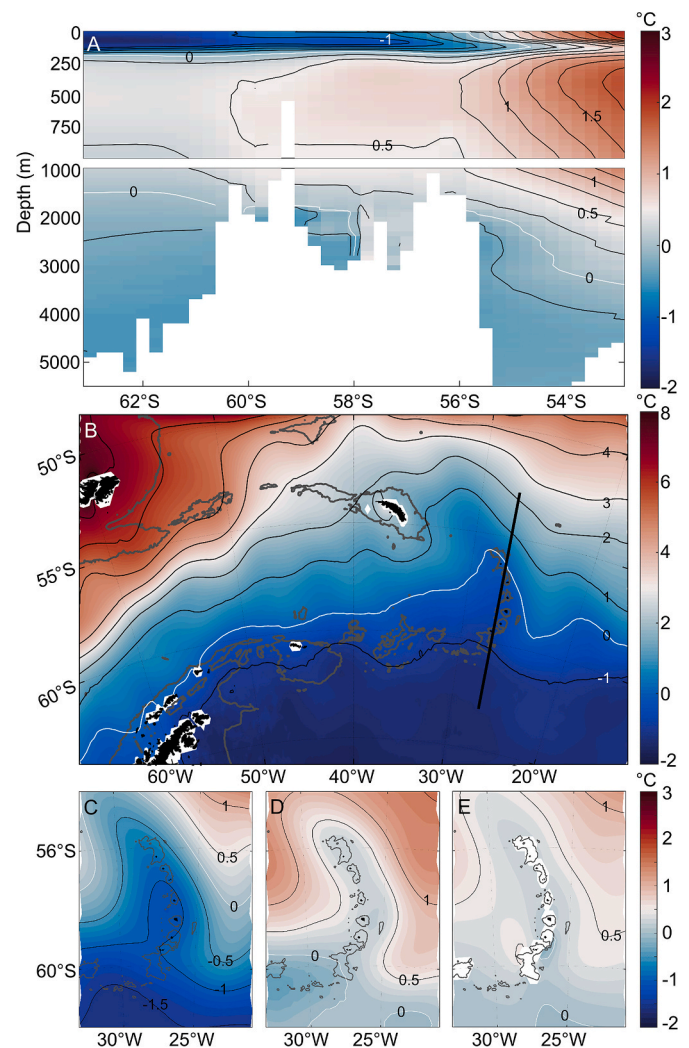 °C
A
0
250
500
750
-1
0
1
1.5
0.5
3
2
1
0
-1
-2
Depth (m)
1000
2000
3000
4000
5000
0
1
0.5
0
62°S
60°S
58°S
56°S
54°S
°C
B
50°S
55°S
60°S
4
3
2
1
0
-1
8
6
4
2
0
-2
60°W
50°W
40°W
30°W
20°W
°C
C
1
0.5
0
-0.5
-1
-1.5
D
1
0
0.5
0
E
0.5
0
3
2
1
0
-1
-2
56°S
60°S
30°W
25°W
30°W
25°W
30°W
25°W